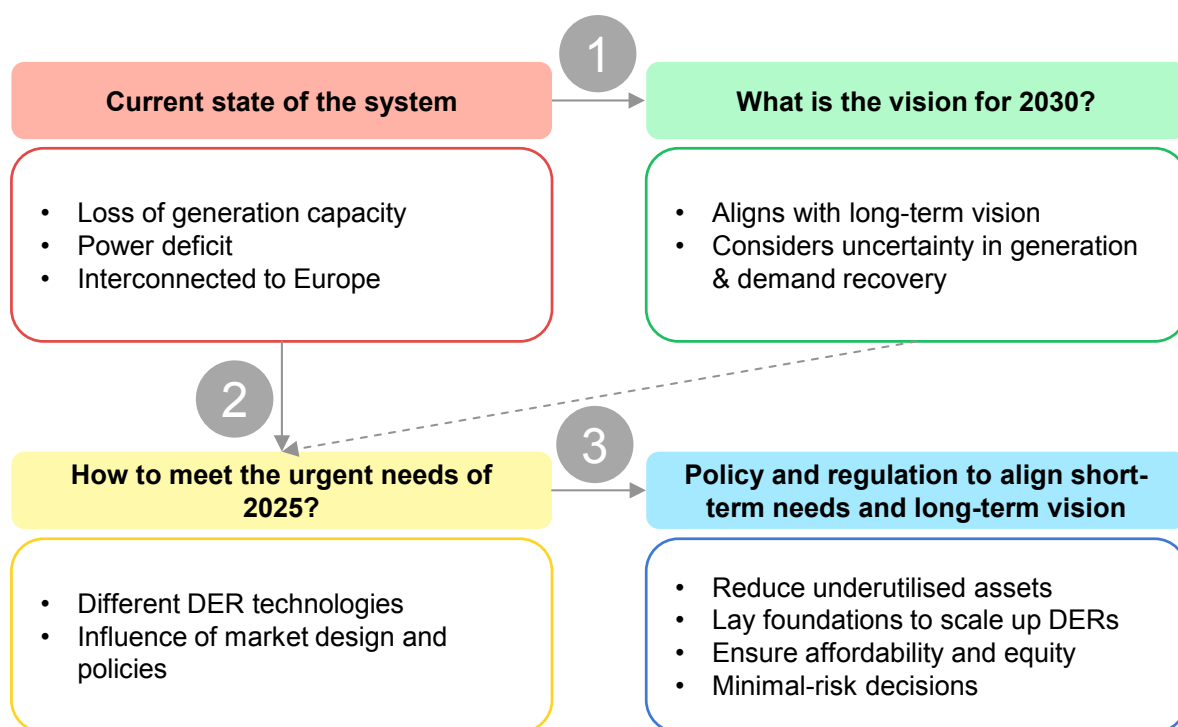 1
Current state of the system
What is the vision for 2030?
• Loss of generation capacity
• Power deficit
• Interconnected to Europe
• Aligns with long-term vision
• Considers uncertainty in generation
& demand recovery
2
3
How to meet the urgent needs of
2025?
Policy and regulation to align short-
term needs and long-term vision
• Different DER technologies
• Influence of market design and
policies
• Reduce underutilised assets
• Lay foundations to scale up DERs
• Ensure affordability and equity
• Minimal-risk decisions